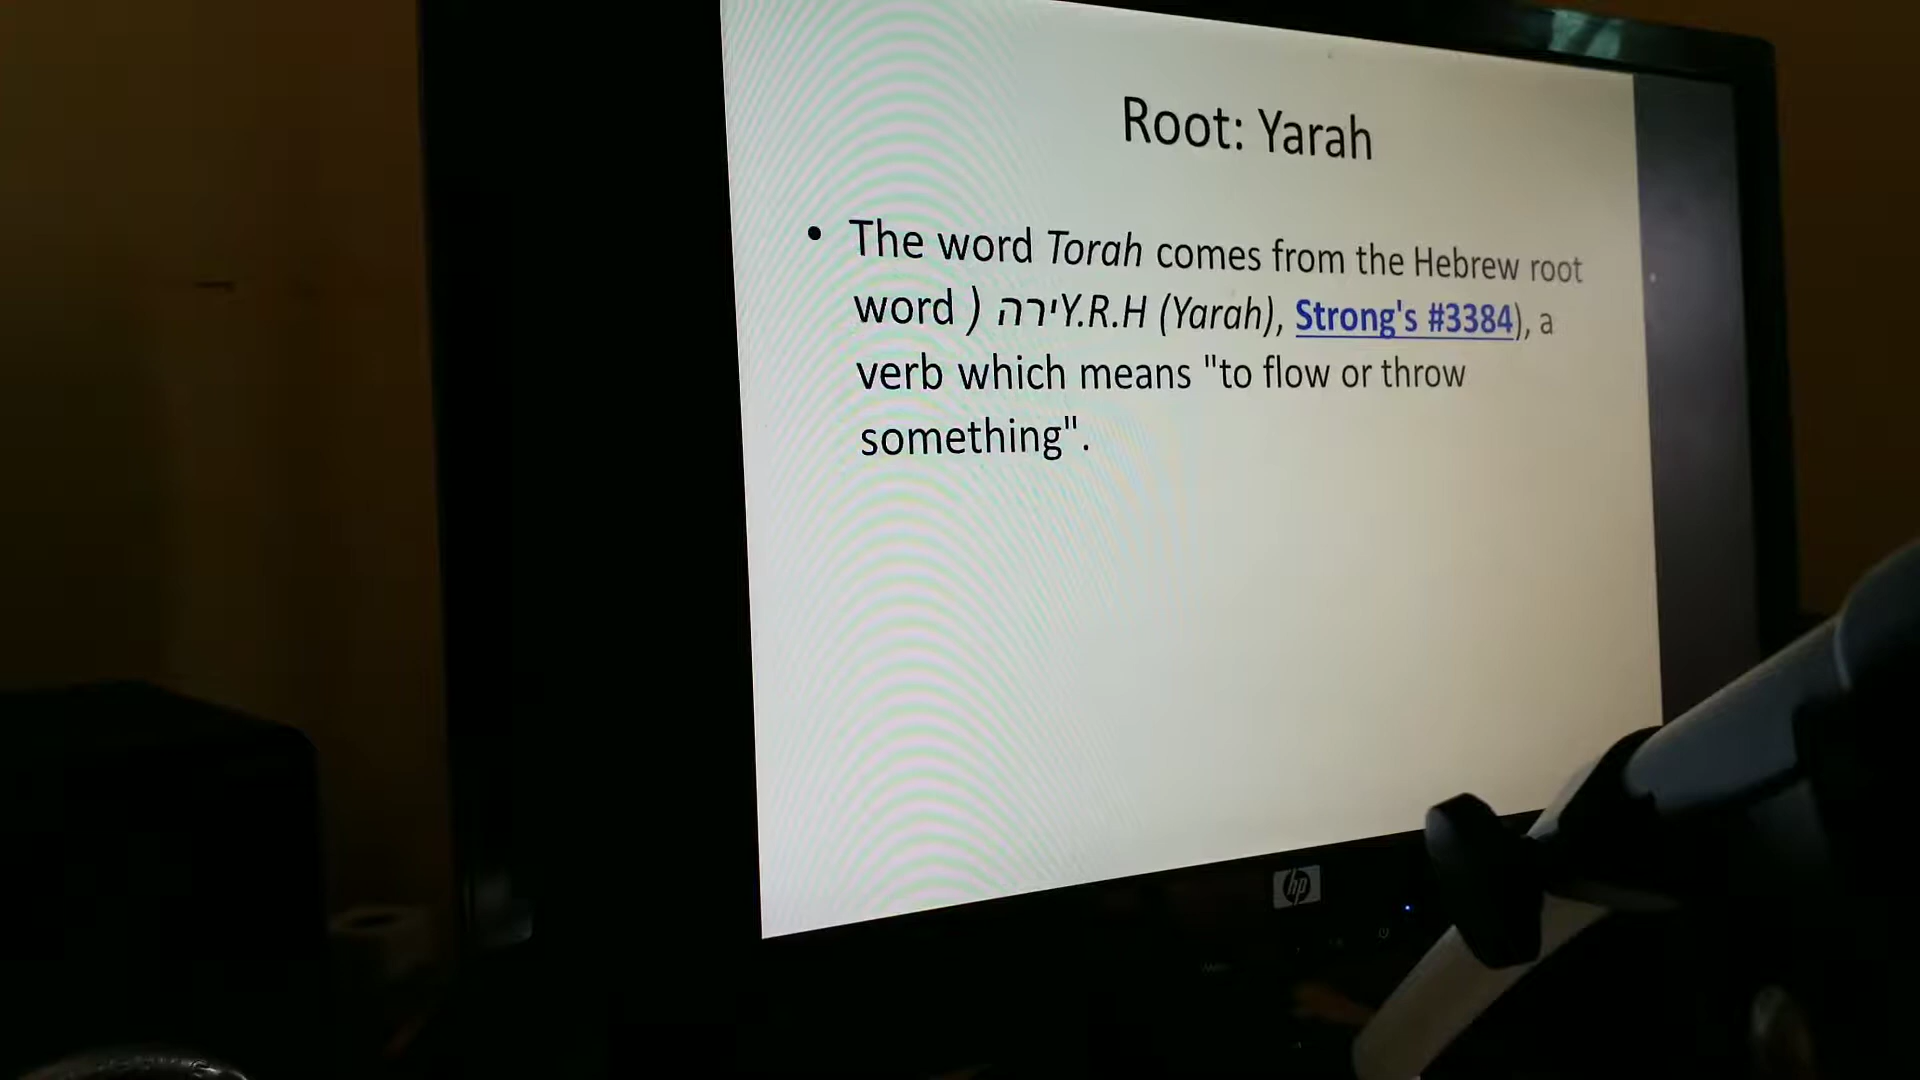 Root: Yarah
• The word Torah comes from the Hebrew root
word ) ירהY.R.H (Yarah), Strong's #3384), a
verb which means "to flow or throw
something".
hp